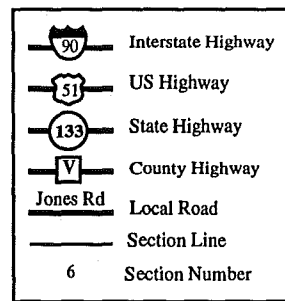 90 Interstate Highway
51 US Highway
133 State Highway
V County Highway
Jones Rd Local Road
Section Line
6 Section Number